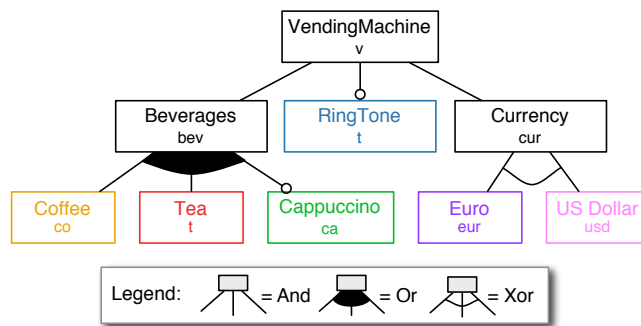 VendingMachine
v
Beverages
bev
RingTone
t
Currency
cur
Coffee
co
Tea
t
Cappuccino
ca
Euro
eur
US Dollar
usd
Legend: = And = Or = Xor